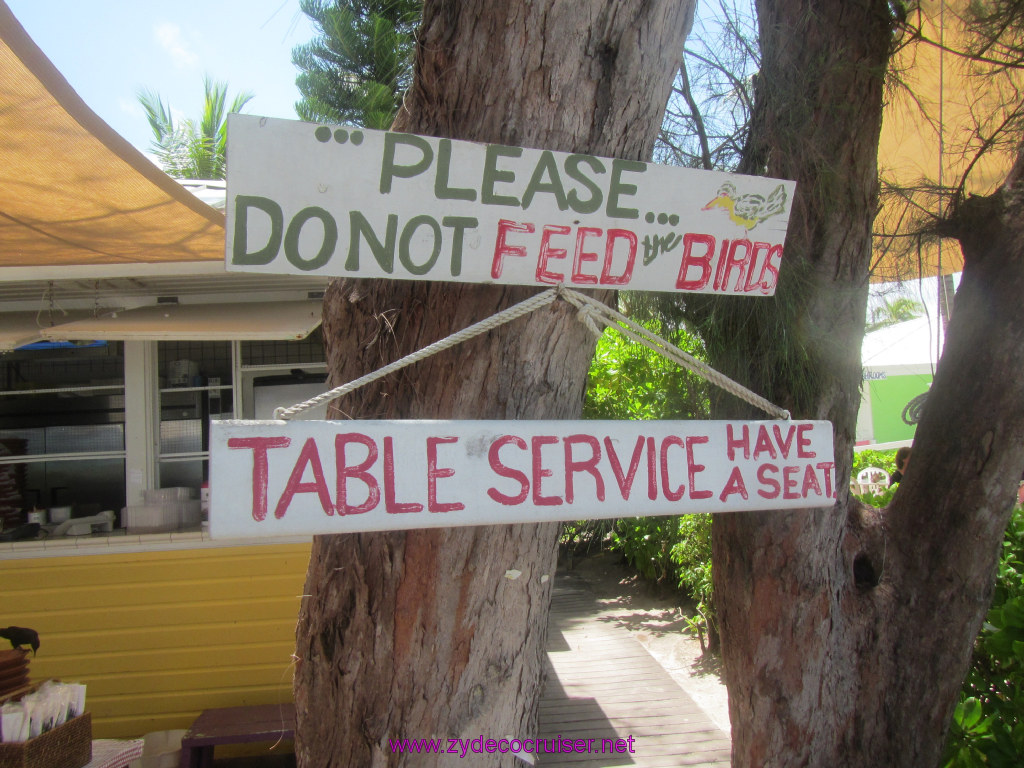 ... PLEASE ...
DO NOT FEED the BIRDS
TABLE SERVICE HAVE
A SEAT.
www.zydecocruiser.net